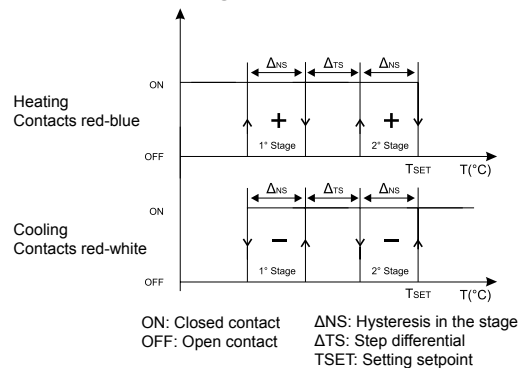 ΔNS ΔTS ΔNS
ON
Heating
Contacts red-blue
+ +
1° Stage 2° Stage
OFF
TSET T(°C)
ΔNS ΔTS ΔNS
ON
Cooling
Contacts red-white
− −
1° Stage 2° Stage
OFF
TSET T(°C)
ON: Closed contact ΔNS: Hysteresis in the stage
OFF: Open contact ΔTS: Step differential
TSET: Setting setpoint